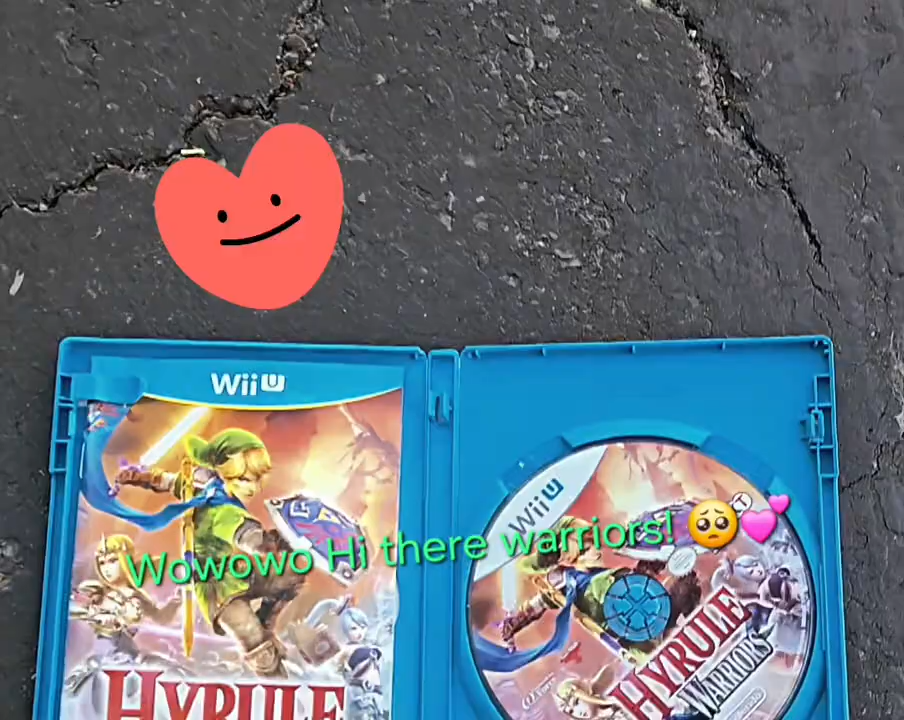 Wii U
Wowowo Hi there warriors! 🥺💕
Wii U
HYRULE
WARRIORS
HYRULE